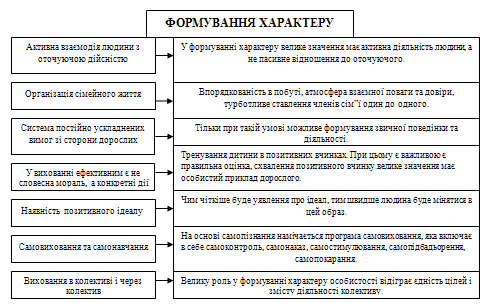 ФОРМУВАННЯ ХАРАКТЕРУ
Активна взаємодія людини з
оточуючою дійсністю
У формуванні характеру велике значення має активна діяльність людини, а
не пасивне відношення до оточуючого.
Організація сімейного життя
Впорядкованість в побуті, атмосфера взаємної поваги та довіри,
турботливе ставлення членів сім"ї один до одного.
Система постійно ускладнених
вимог зі сторони дорослих
Тільки при такій умові можливе формування звичної поведінки та
діяльності.
У вихованні ефективним є не
словесна мораль, а конкретні дії
Тренування дитини в позитивних вчинках. При цьому є важливою є
правильна оцінка, схвалення позитивного вчинку.велике значення має
особистий приклад дорослого.
Наявність позитивного ідеалу
Чим чіткіше буде уявлення про ідеал, тим швидше людина буде мінятися в
цей образ.
Самовиховання та самонавчання
На основі самопізнання намічається програма самовиховання, яка включає
в себе самоконтроль, самонаказ, самостимулювання, самопідбадьорення,
самопокарання.
Виховання в колективі і через
колектив
Велику роль у формуванні характеру особистості відіграє єдність цілей і
змісту діяльності колективу.